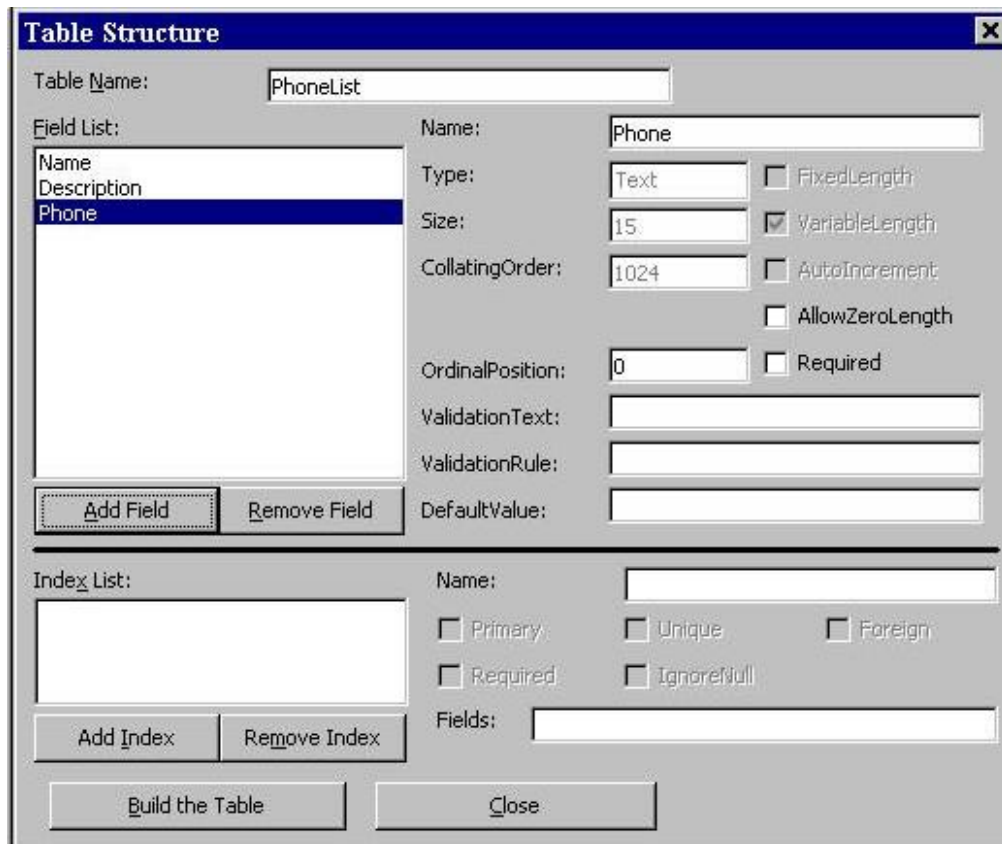 Table Structure
Table Name:
PhoneList
Field List:
Name
Description
Phone
Add Field
Remove Field
Name:
Phone
Type:
Text
FixedLength
Size:
15
VariableLength
CollatingOrder:
1024
AutoIncrement
AllowZeroLength
OrdinalPosition:
0
Required
ValidationText:
ValidationRule:
DefaultValue:
Index List:
Add Index
Remove Index
Name:
Primary
Unique
Foreign
Required
IgnoreNull
Fields:
Build the Table
Close